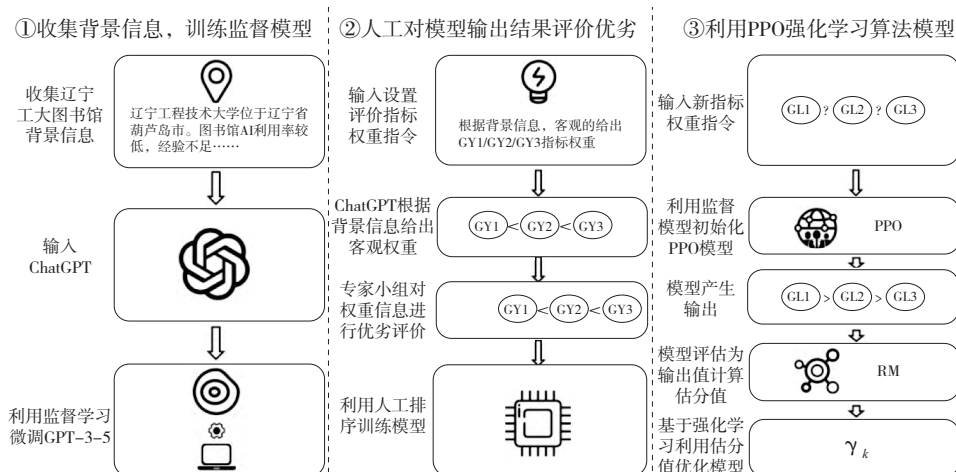 ①收集背景信息，训练监督模型
收集辽宁
工大图书馆
背景信息
辽宁工程技术大学位于辽宁省
葫芦岛市。图书馆AI利用率较
低，经验不足……
输入
ChatGPT
利用监督学习
微调GPT-3-5
②人工对模型输出结果评价优劣
输入设置
评价指标
权重指令
根据背景信息，客观的给出
GY1/GY2/GY3指标权重
ChatGPT根据
背景信息给出
客观权重
GY1<GY2<GY3
专家小组对
权重信息进
行优劣评价
GY1<GY2<GY3
利用人工排
序训练模型
③利用PPO强化学习算法模型
输入新指标
权重指令
GL1?GL2?GL3
利用监督
模型初始化
PPO模型
PPO
模型产生
输出
GL1>GL2>GL3
模型评估为
输出值计算
估分值
RM
基于强化学
习利用估分
值优化模型
γk